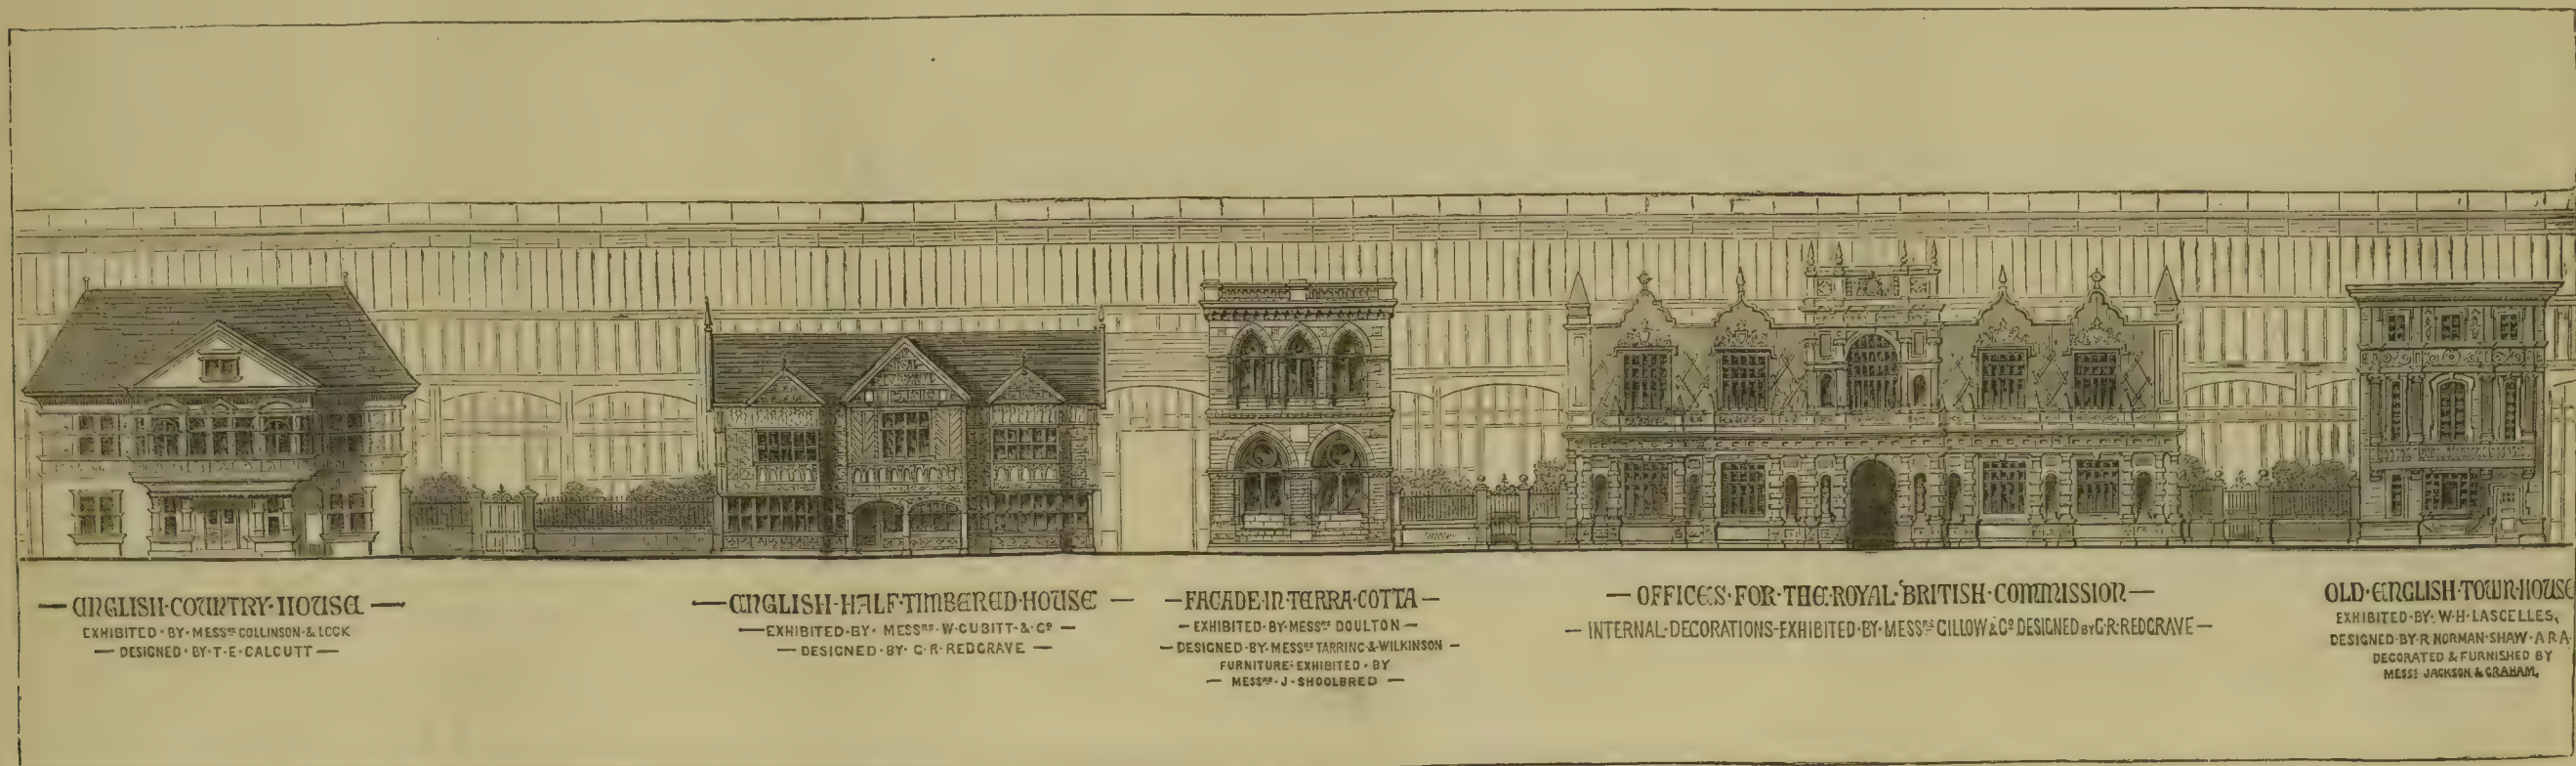 ENGLISH·COUNTRY·HOUSE
EXHIBITED·BY·MESSRS COLLINSON·&·LOCK
DESIGNED·BY·T·E·CALCUTT
ENGLISH·HALF·TIMBERED·HOUSE
EXHIBITED·BY·MESSRS·W·CUBITT·&·CO
DESIGNED·BY·G·R·REDGRAVE
FACADE·IN·TERRA·COTTA
EXHIBITED·BY·MESSRS DOULTON
DESIGNED·BY·MESSRS TARRING·&·WILKINSON
FURNITURE·EXHIBITED·BY
MESSRS·J·SHOOLBRED
OFFICES·FOR·THE·ROYAL·BRITISH·COMMISSION
INTERNAL·DECORATIONS·EXHIBITED·BY·MESSRS GILLOW & CO DESIGNED BY G·R·REDGRAVE
OLD·ENGLISH·TOWN·HOUSE
EXHIBITED·BY·W·H·LASCELLES,
DESIGNED·BY·R NORMAN·SHAW·A R A
DECORATED & FURNISHED BY
MESSS JACKSON & GRAHAM,